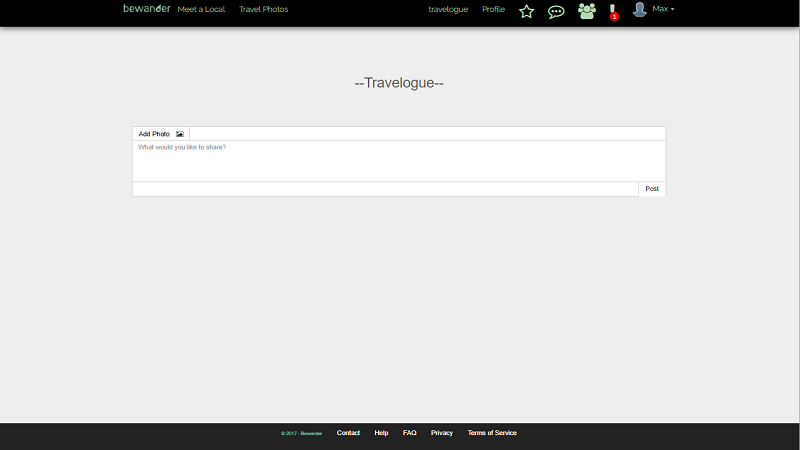 bewander Meet a Local Travel Photos travelogue Profile 1 Max
--Travelogue--
Add Photo
What would you like to share?
Post
© 2017 - Bewander Contact Help FAQ Privacy Terms of Service